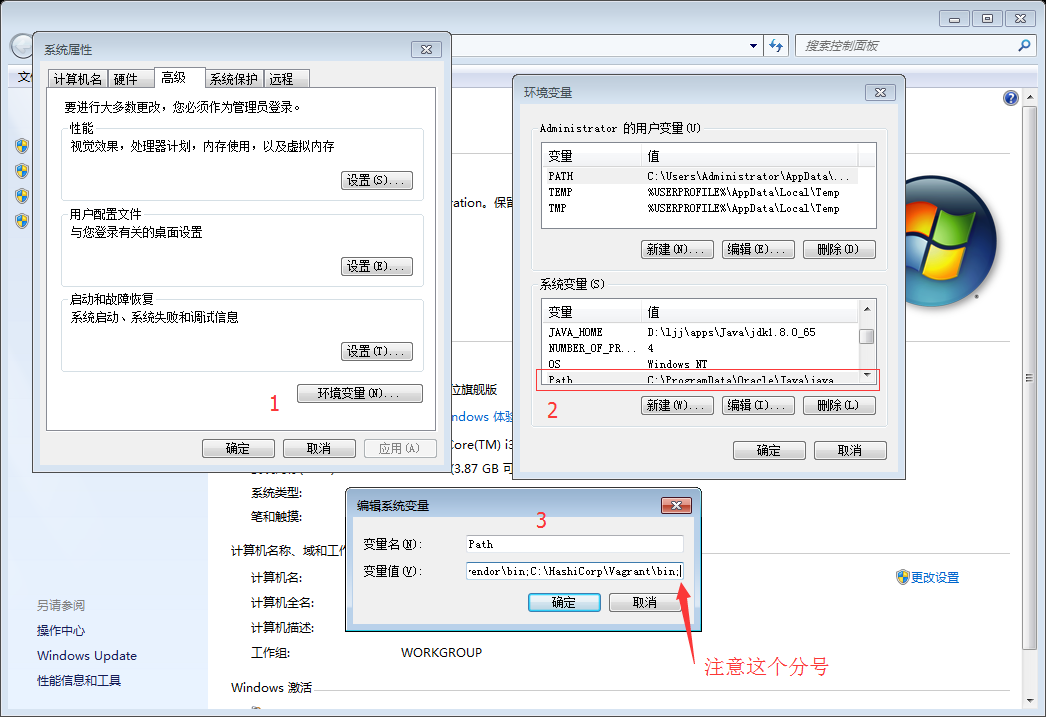 搜索控制面板
系统属性
计算机名 硬件 高级 系统保护 远程
要进行大多数更改，您必须作为管理员登录。
性能
视觉效果，处理器计划，内存使用，以及虚拟内存
设置(S)...
用户配置文件
与您登录有关的桌面设置
设置(E)...
启动和故障恢复
系统启动、系统失败和调试信息
设置(T)...
1
环境变量(N)...
确定 取消 应用(A)
环境变量
Administrator 的用户变量(U)
变量 值
PATH C:\Users\Administrator\AppData\...
TEMP %USERPROFILE%\AppData\Local\Temp
TMP %USERPROFILE%\AppData\Local\Temp
新建(N)... 编辑(E)... 删除(D)
系统变量(S)
变量 值
JAVA_HOME D:\ljj\apps\Java\jdk1.8.0_65
NUMBER_OF_PR... 4
OS Windows NT
Path C:\ProgramData\Oracle\Java\java
2
新建(W)... 编辑(I)... 删除(L)
确定 取消
ration。保留
位旗舰版
ndows 体验
Core(TM) i3
(3.87 GB 可
系统类型:
笔和触摸:
计算机名称、域和工作
计算机名:
计算机全名:
计算机描述:
工作组: WORKGROUP
Windows 激活
更改设置
编辑系统变量
3
变量名(N): Path
变量值(V): endor\bin;C:\HashiCorp\Vagrant\bin;
确定 取消
注意这个分号
另请参阅
操作中心
Windows Update
性能信息和工具